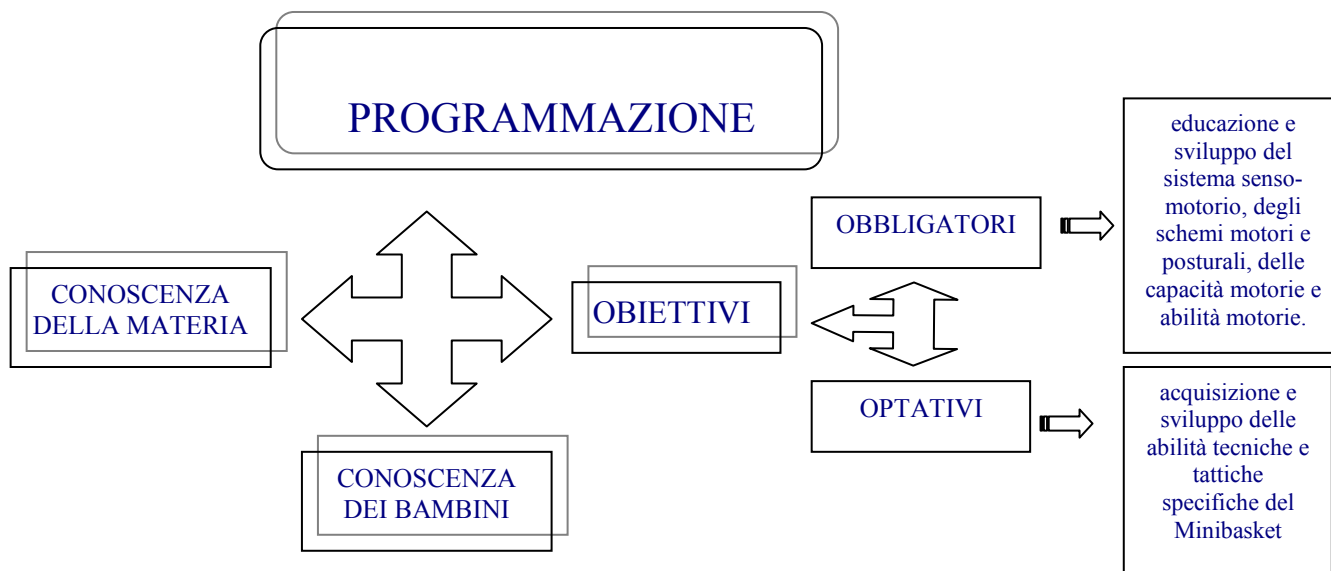 PROGRAMMAZIONE
CONOSCENZA
DELLA MATERIA
OBIETTIVI
CONOSCENZA
DEI BAMBINI
OBBLIGATORI
educazione e
sviluppo del
sistema senso-
motorio, degli
schemi motori e
posturali, delle
capacità motorie e
abilità motorie.
OPTATIVI
acquisizione e
sviluppo delle
abilità tecniche e
tattiche
specifiche del
Minibasket